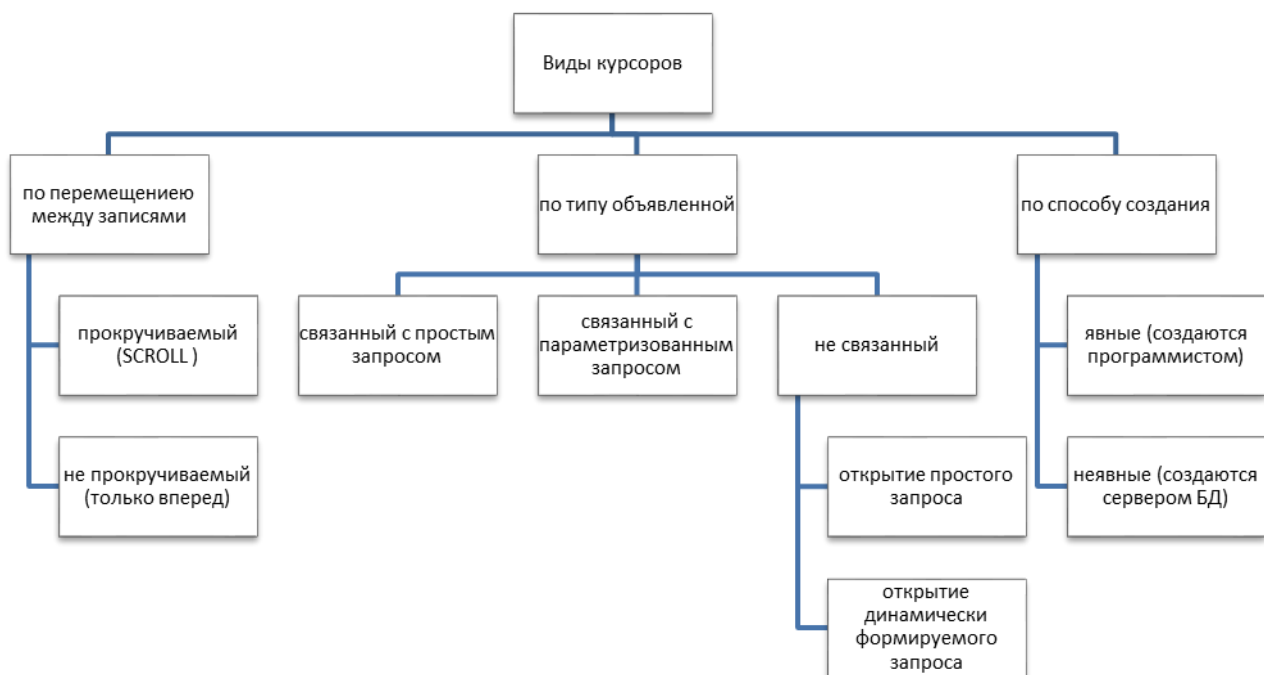 Виды курсоров
по перемещениею
между записями
по типу объявленной
по способу создания
прокручиваемый
(SCROLL )
связанный с простым
запросом
связанный с
параметризованным
запросом
не связанный
явные (создаются
программистом)
не прокручиваемый
(только вперед)
открытие простого
запроса
неявные (создаются
сервером БД)
открытие
динамически
формируемого
запроса